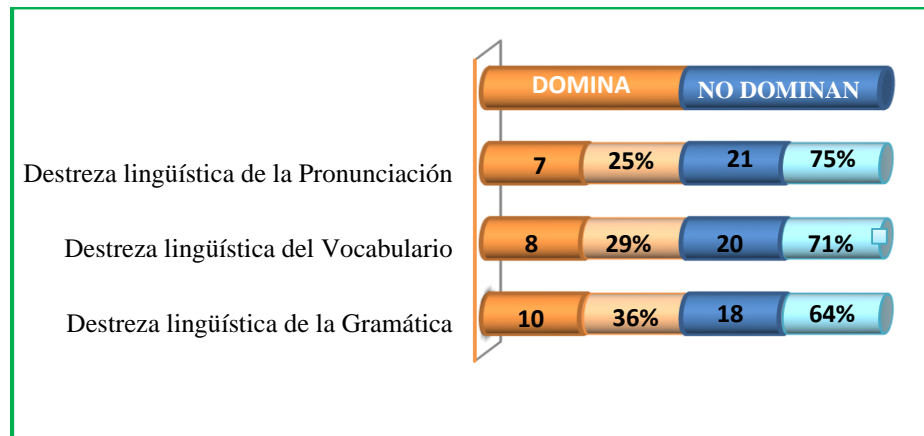 DOMINA NO DOMINAN
Destreza lingüística de la Pronunciación 7 25% 21 75%
Destreza lingüística del Vocabulario 8 29% 20 71%
Destreza lingüística de la Gramática 10 36% 18 64%